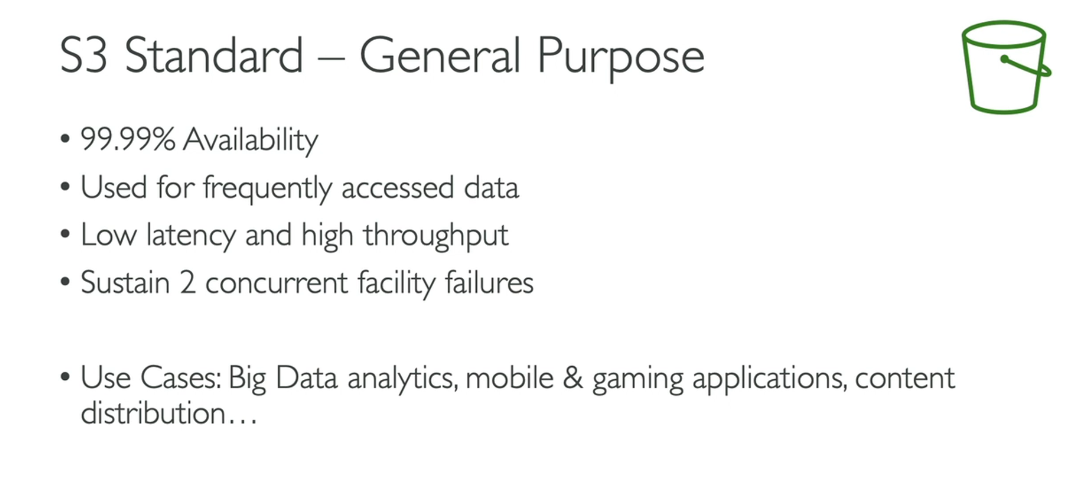 S3 Standard – General Purpose
• 99.99% Availability
• Used for frequently accessed data
• Low latency and high throughput
• Sustain 2 concurrent facility failures
• Use Cases: Big Data analytics, mobile & gaming applications, content
distribution…